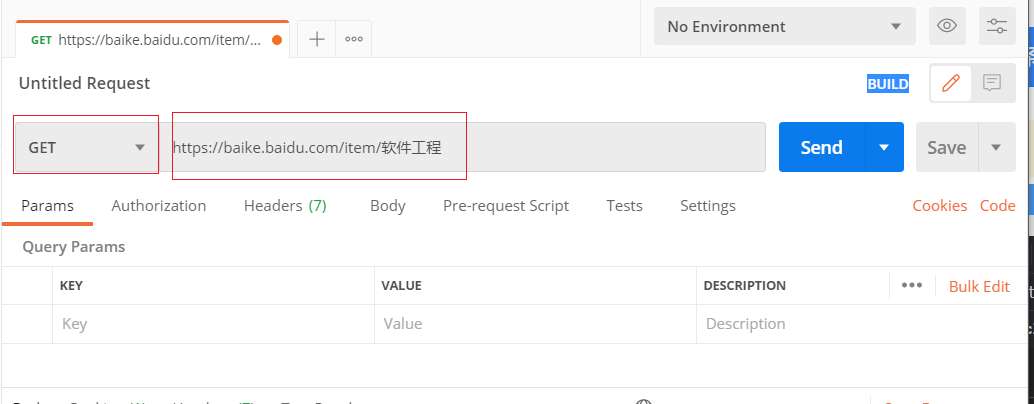 GET https://baike.baidu.com/item/...
No Environment
Untitled Request
BUILD
GET
https://baike.baidu.com/item/软件工程
Send
Save
Params Authorization Headers (7) Body Pre-request Script Tests Settings Cookies Code
Query Params
KEY VALUE DESCRIPTION ••• Bulk Edit
Key Value Description